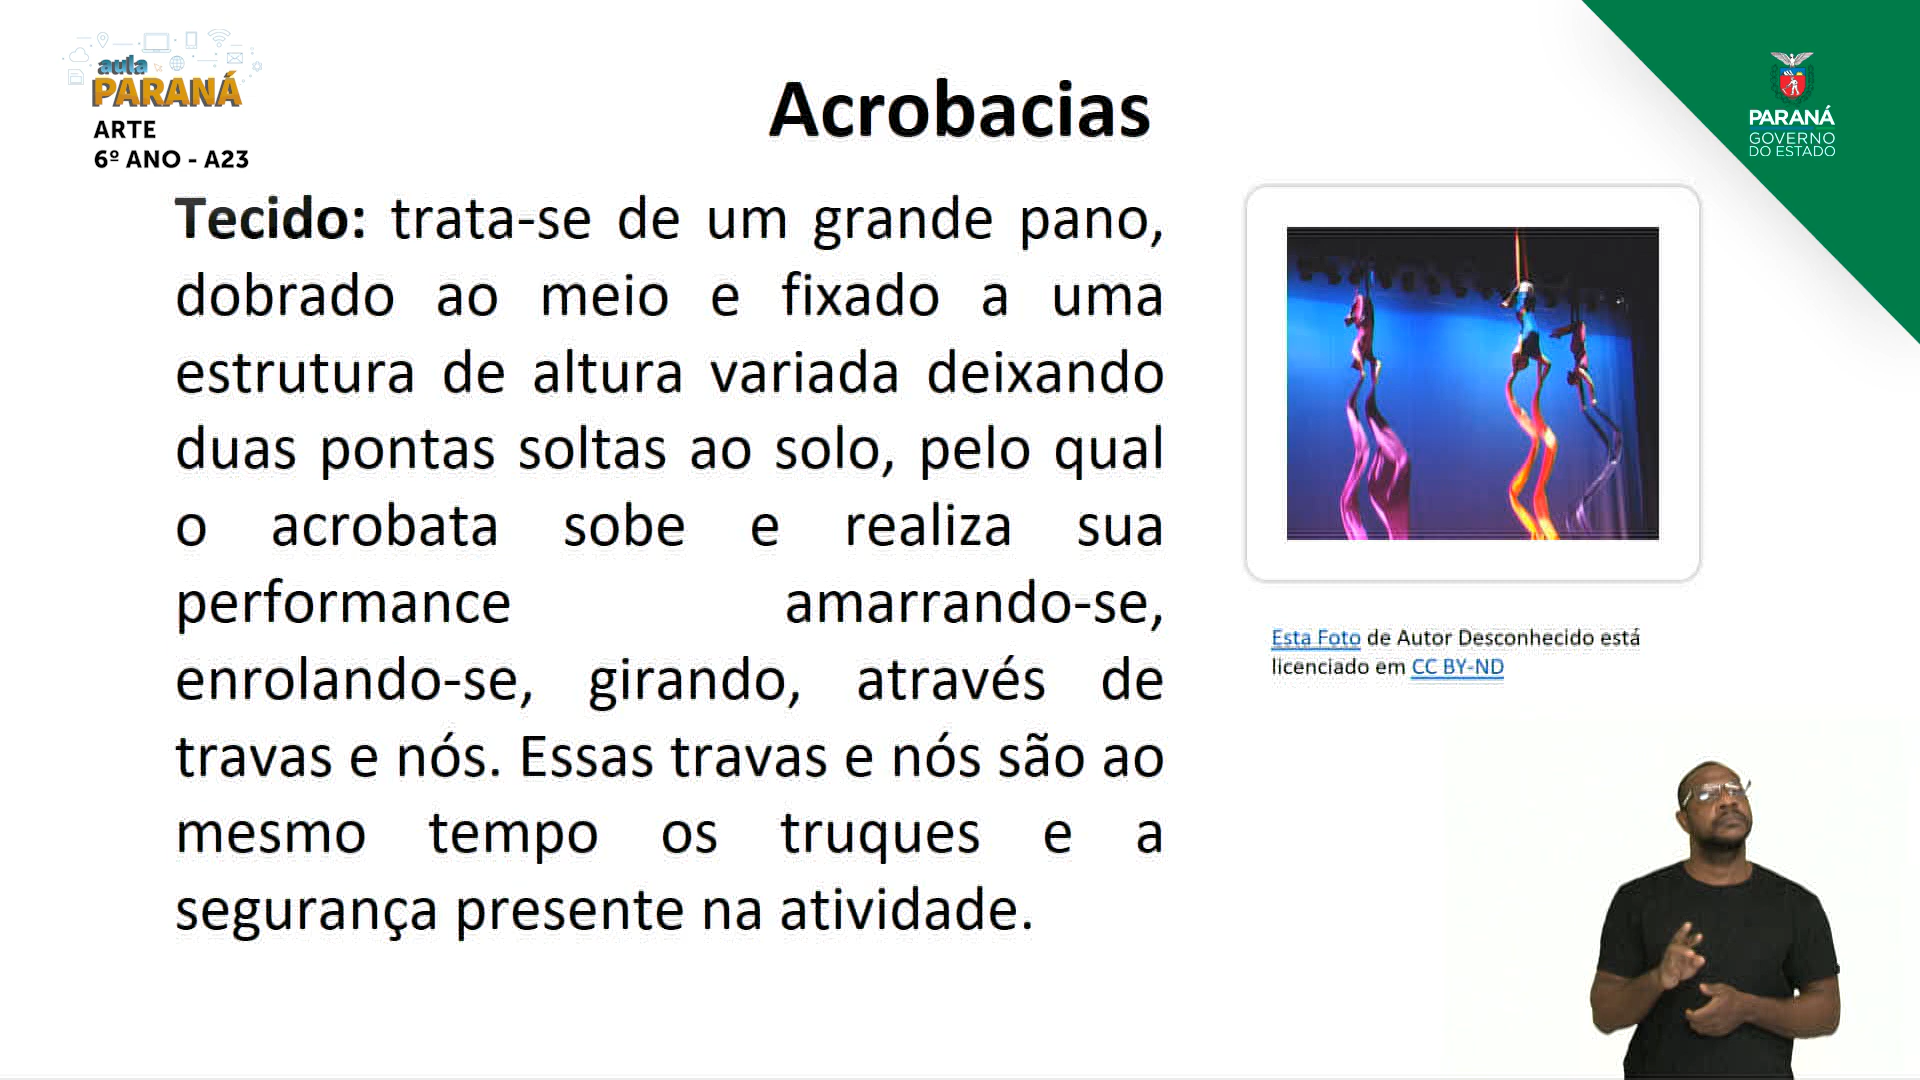 aula
PARANÁ
ARTE
6º ANO - A23
Acrobacias
PARANÁ
GOVERNO
DO ESTADO
Tecido: trata-se de um grande pano,
dobrado ao meio e fixado a uma
estrutura de altura variada deixando
duas pontas soltas ao solo, pelo qual
o acrobata sobe e realiza sua
performance amarrando-se,
enrolando-se, girando, através de
travas e nós. Essas travas e nós são ao
mesmo tempo os truques e a
segurança presente na atividade.
Esta Foto de Autor Desconhecido está
licenciado em CC BY-ND